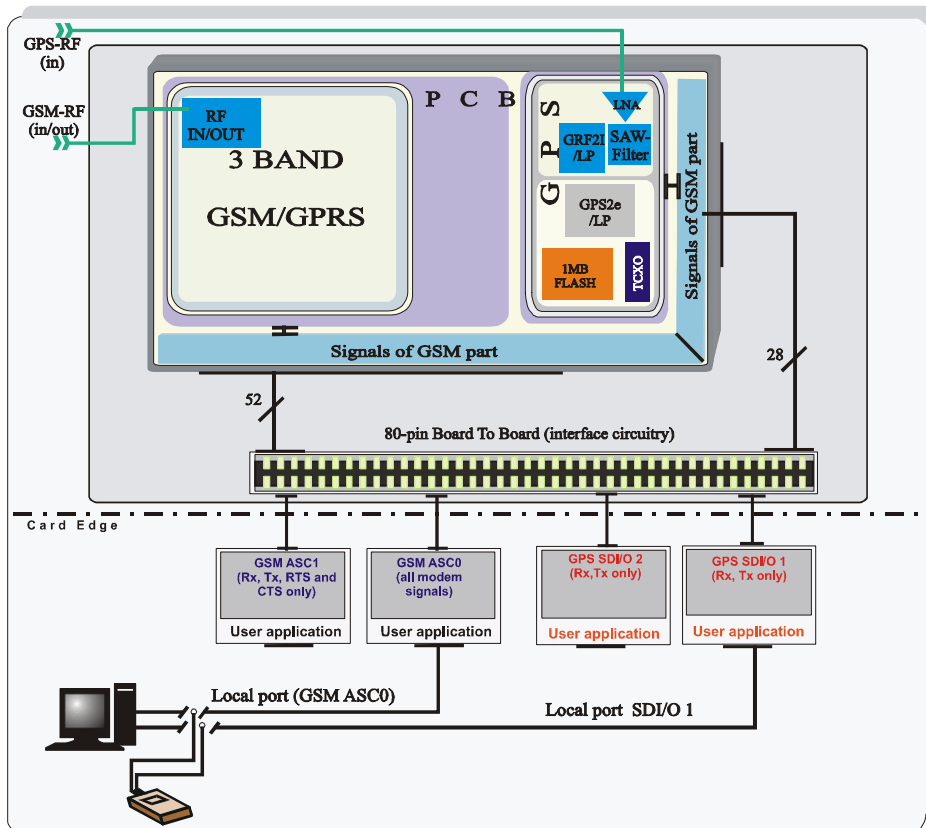 GPS-RF
(in)
GSM-RF
(in/out)
RF
IN/OUT
3 BAND
GSM/GPRS
P C B
G P S
LNA
GRF2I
/LP
SAW-
Filter
GPS2e
/LP
1MB
FLASH
TCXO
Signals of GSM part
Signals of GSM part
52
28
80-pin Board To Board (interface circuitry)
Card Edge
GSM ASC1
(Rx, Tx, RTS and
CTS only)
User application
GSM ASC0
(all modem
signals)
User application
GPS SDI/O 2
(Rx,Tx only)
User application
GPS SDI/O 1
(Rx, Tx only)
User application
Local port (GSM ASC0)
Local port SDI/O 1